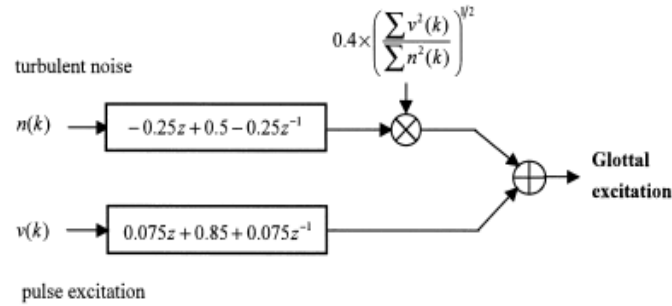 0.4 × (∑v²(k) / ∑n²(k))^1/2
turbulent noise
n(k)
−0.25z + 0.5 − 0.25z⁻¹
Glottal
excitation
v(k)
0.075z + 0.85 + 0.075z⁻¹
pulse excitation